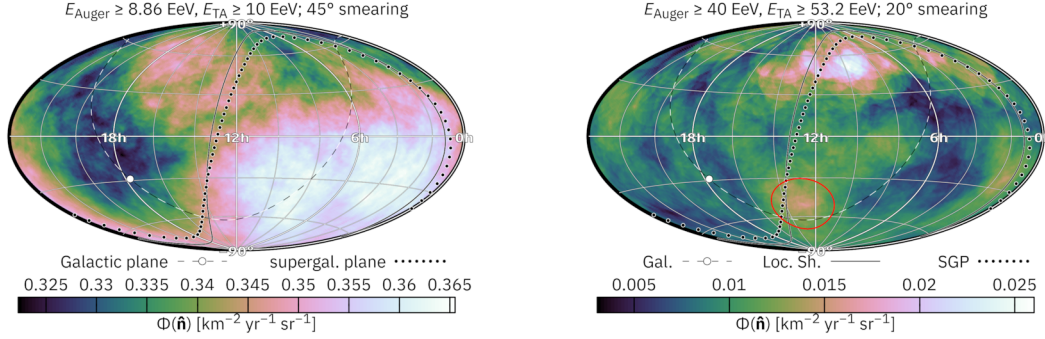 E_Auger ≥ 8.86 EeV, E_TA ≥ 10 EeV; 45° smearing
+90°
18h 12h 6h 0h
−90°
Galactic plane supergal. plane
0.325 0.33 0.335 0.34 0.345 0.35 0.355 0.36 0.365
Φ(n̂) [km⁻² yr⁻¹ sr⁻¹]
E_Auger ≥ 40 EeV, E_TA ≥ 53.2 EeV; 20° smearing
+90°
18h 12h 6h 0h
−90°
Gal. Loc. Sh. SGP
0.005 0.01 0.015 0.02 0.025
Φ(n̂) [km⁻² yr⁻¹ sr⁻¹]